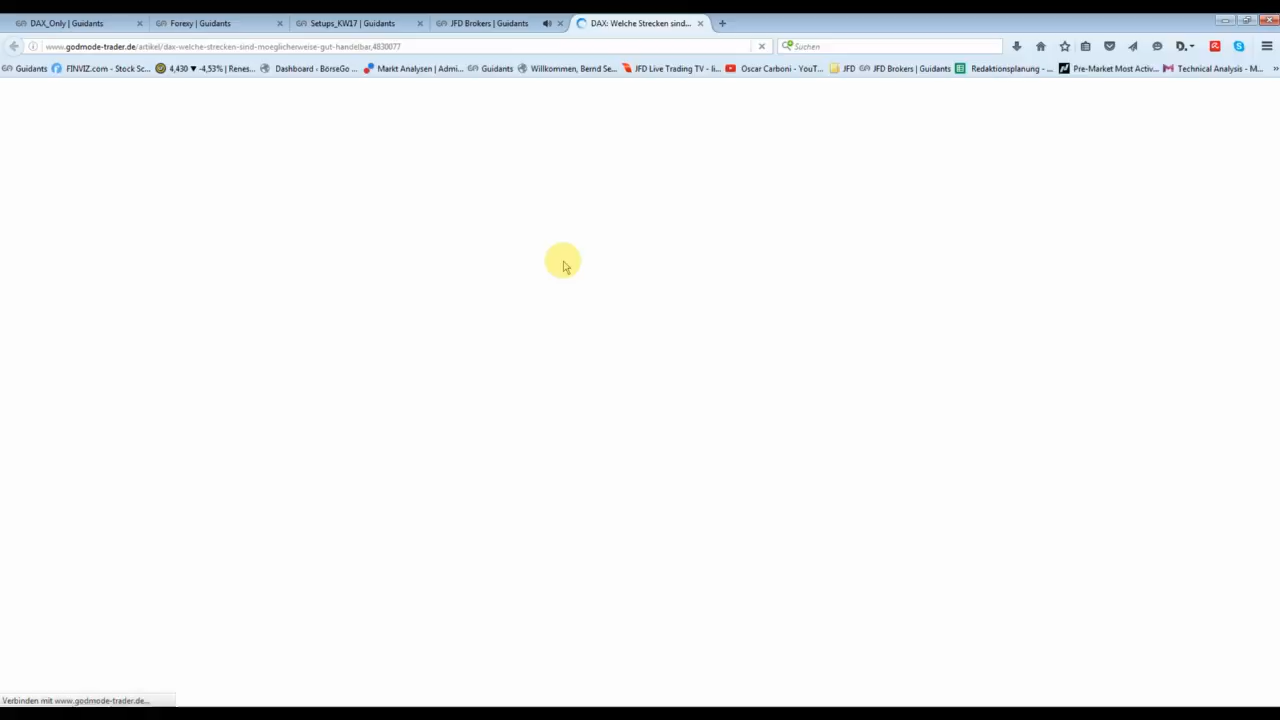 DAX_Only | Guidants
Forexy | Guidants
Setups_KW17 | Guidants
JFD Brokers | Guidants
DAX: Welche Strecken sind...
www.godmode-trader.de/artikel/dax-welche-strecken-sind-moeglicherweise-gut-handelbar,4830077
Suchen
Guidants
FINVIZ.com - Stock Sc...
4,430 ▼ -4,53% | Renes...
Dashboard ‹ BörseGo ...
Markt Analysen | Admi...
Guidants
Willkommen, Bernd Se...
JFD Live Trading TV - li...
Oscar Carboni - YouT...
JFD
JFD Brokers | Guidants
Redaktionsplanung - ...
Pre-Market Most Activ...
Technical Analysis - M...
Verbinden mit www.godmode-trader.de...